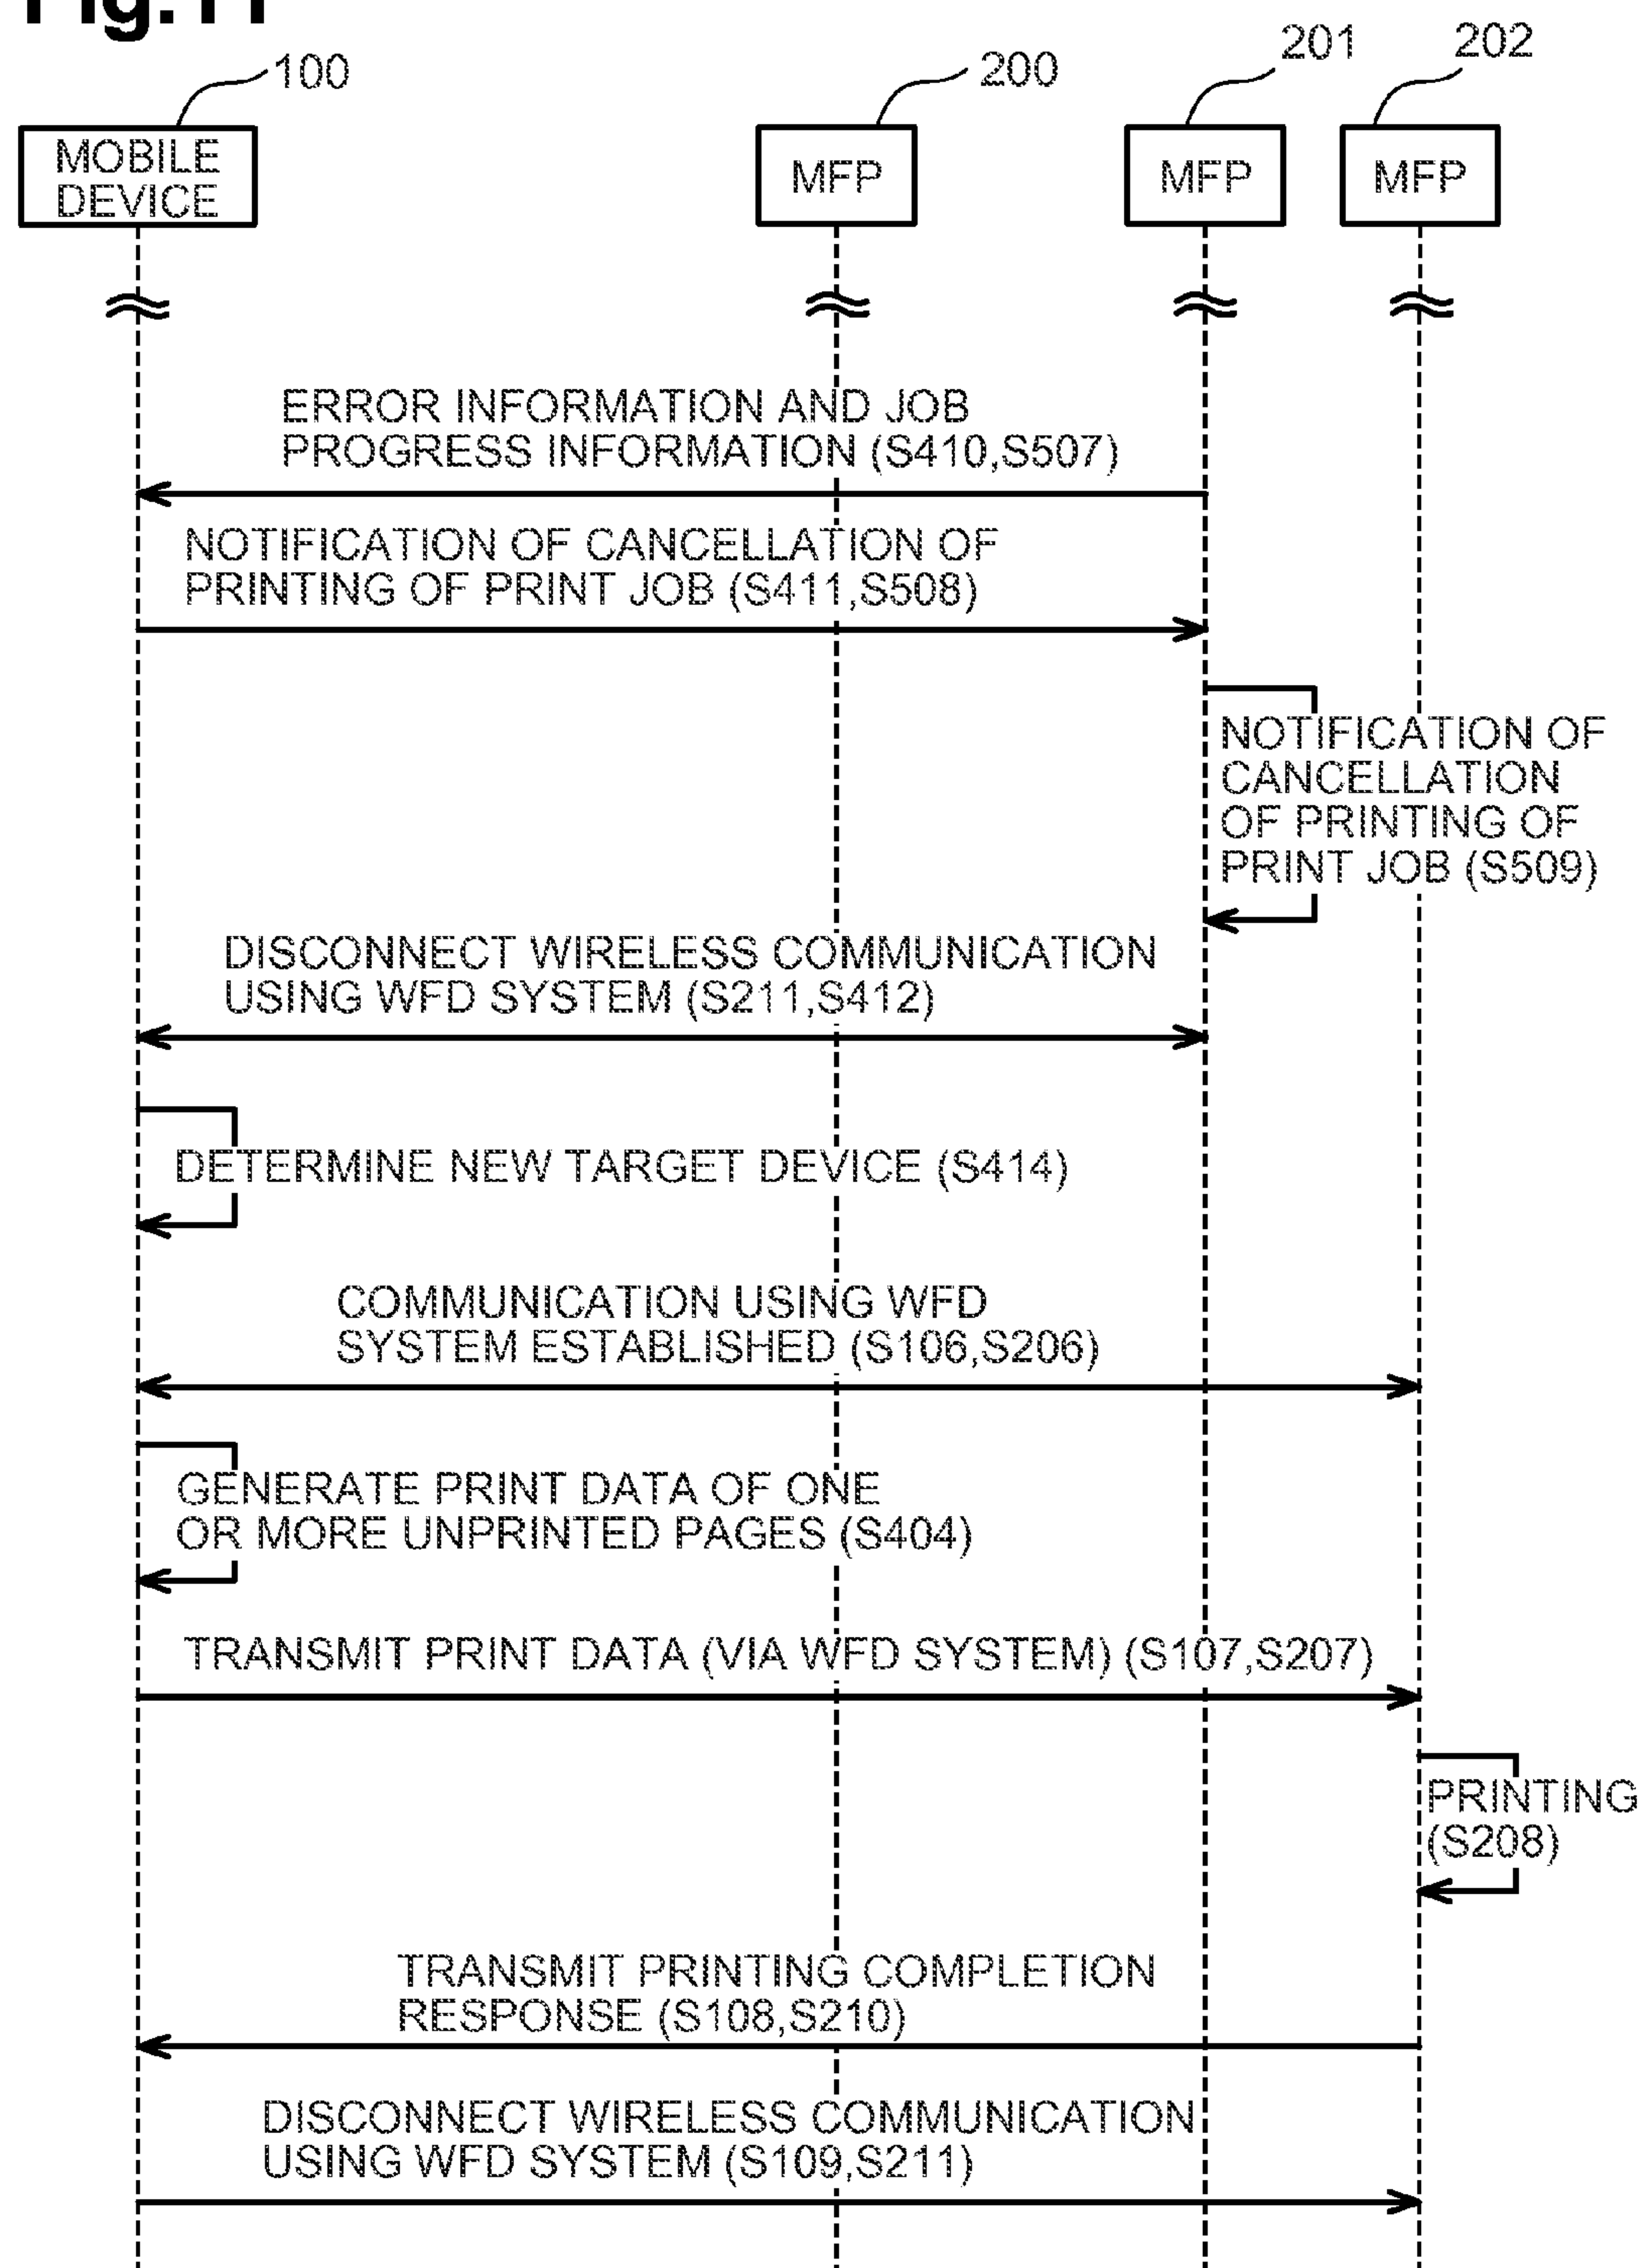 Fig.11
100
200
201
202
MOBILE
DEVICE
MFP
MFP
MFP
ERROR INFORMATION AND JOB
PROGRESS INFORMATION (S410,S507)
NOTIFICATION OF CANCELLATION OF
PRINTING OF PRINT JOB (S411,S508)
NOTIFICATION OF
CANCELLATION
OF PRINTING OF
PRINT JOB (S509)
DISCONNECT WIRELESS COMMUNICATION
USING WFD SYSTEM (S211,S412)
DETERMINE NEW TARGET DEVICE (S414)
COMMUNICATION USING WFD
SYSTEM ESTABLISHED (S106,S206)
GENERATE PRINT DATA OF ONE
OR MORE UNPRINTED PAGES (S404)
TRANSMIT PRINT DATA (VIA WFD SYSTEM) (S107,S207)
PRINTING
(S208)
TRANSMIT PRINTING COMPLETION
RESPONSE (S108,S210)
DISCONNECT WIRELESS COMMUNICATION
USING WFD SYSTEM (S109,S211)